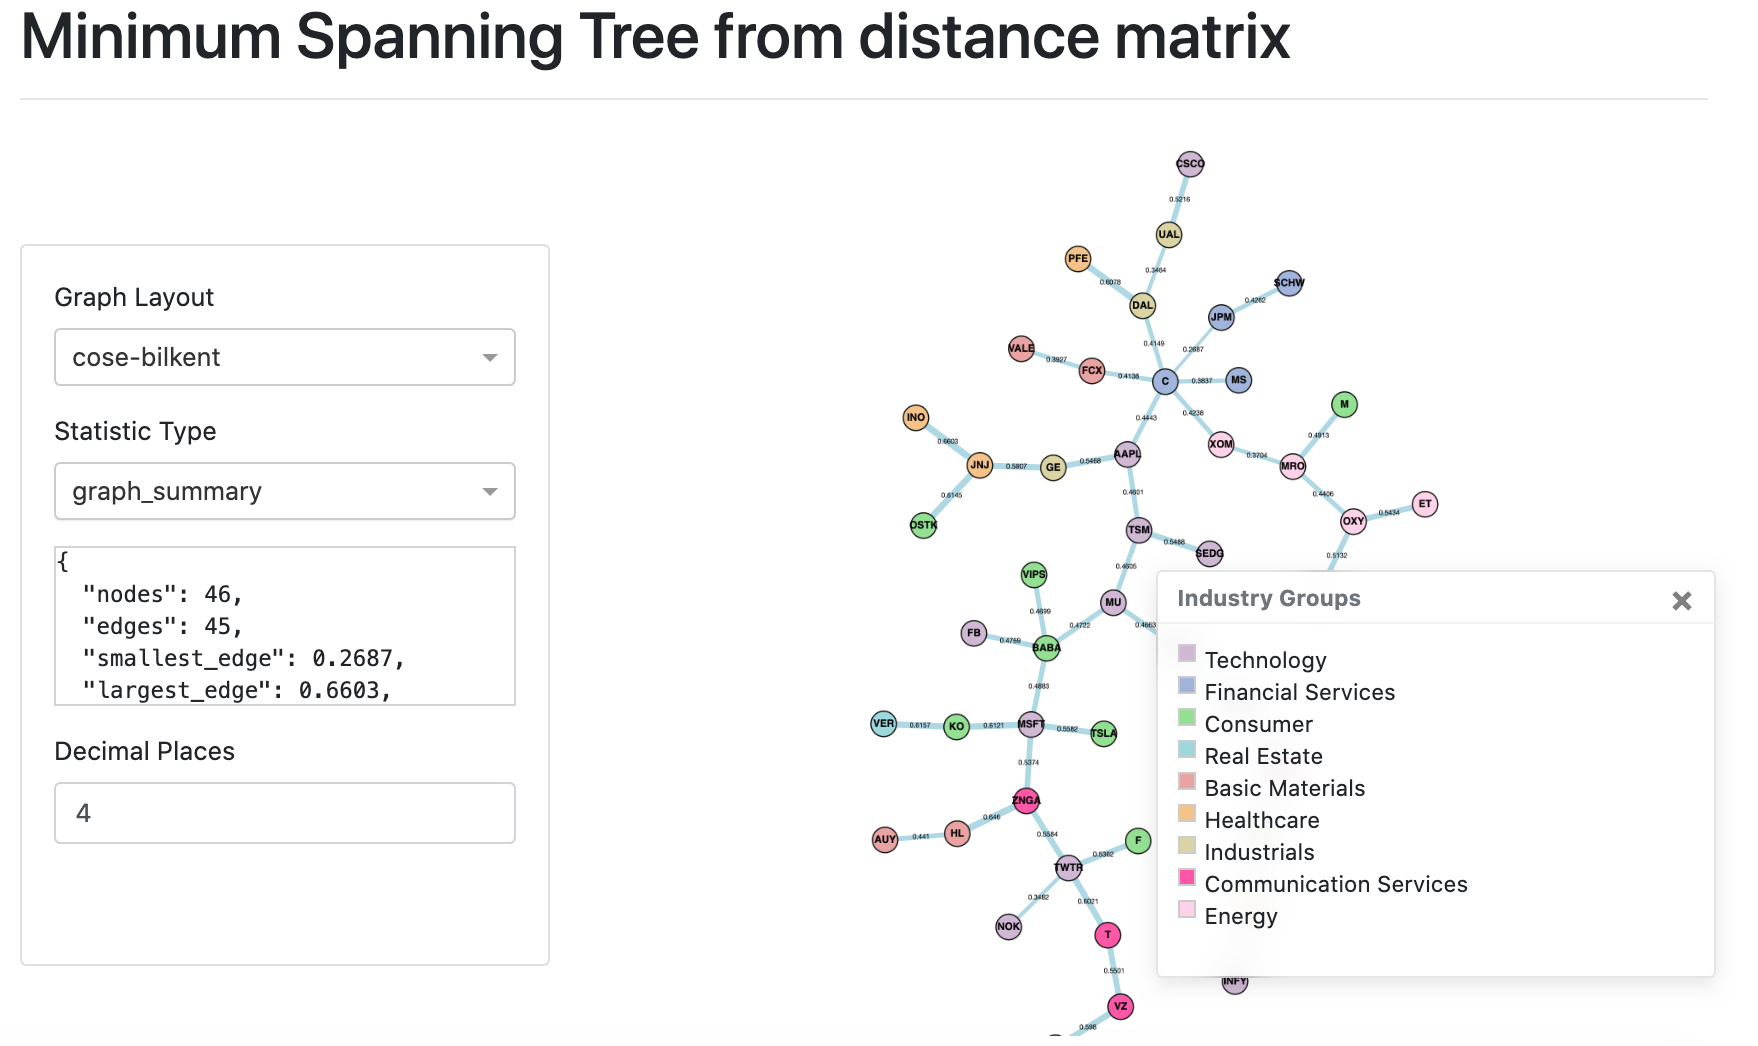 Minimum Spanning Tree from distance matrix
Graph Layout
cose-bilkent
Statistic Type
graph_summary
{
"nodes": 46,
"edges": 45,
"smallest_edge": 0.2687,
"largest_edge": 0.6603,
Decimal Places
4
CSCO
0.5216
UAL
PFE
0.3464
0.6078
SCHW
DAL
0.4262
JPM
0.4149
VALE
0.2687
0.3927
FCX
0.4136
C
0.3837
MS
M
INO
0.4443
0.4238
0.4913
0.6603
AAPL
XOM
0.3704
JNJ
0.5807
GE
0.5468
MRO
0.6145
0.4601
0.4406
ET
OSTK
0.5434
OXY
TSM
0.5488
SEDG
0.5132
VIPS
0.4605
MU
0.4699
0.4722
0.4663
FB
0.4769
BABA
0.4883
VER
0.6157
KO
0.6121
MSFT
0.5582
TSLA
0.5374
ZNGA
0.646
AUY
0.441
HL
0.5584
F
0.5362
TWTR
0.3482
0.6021
NOK
T
0.5501
INFY
VZ
0.598
Industry Groups
×
Technology
Financial Services
Consumer
Real Estate
Basic Materials
Healthcare
Industrials
Communication Services
Energy